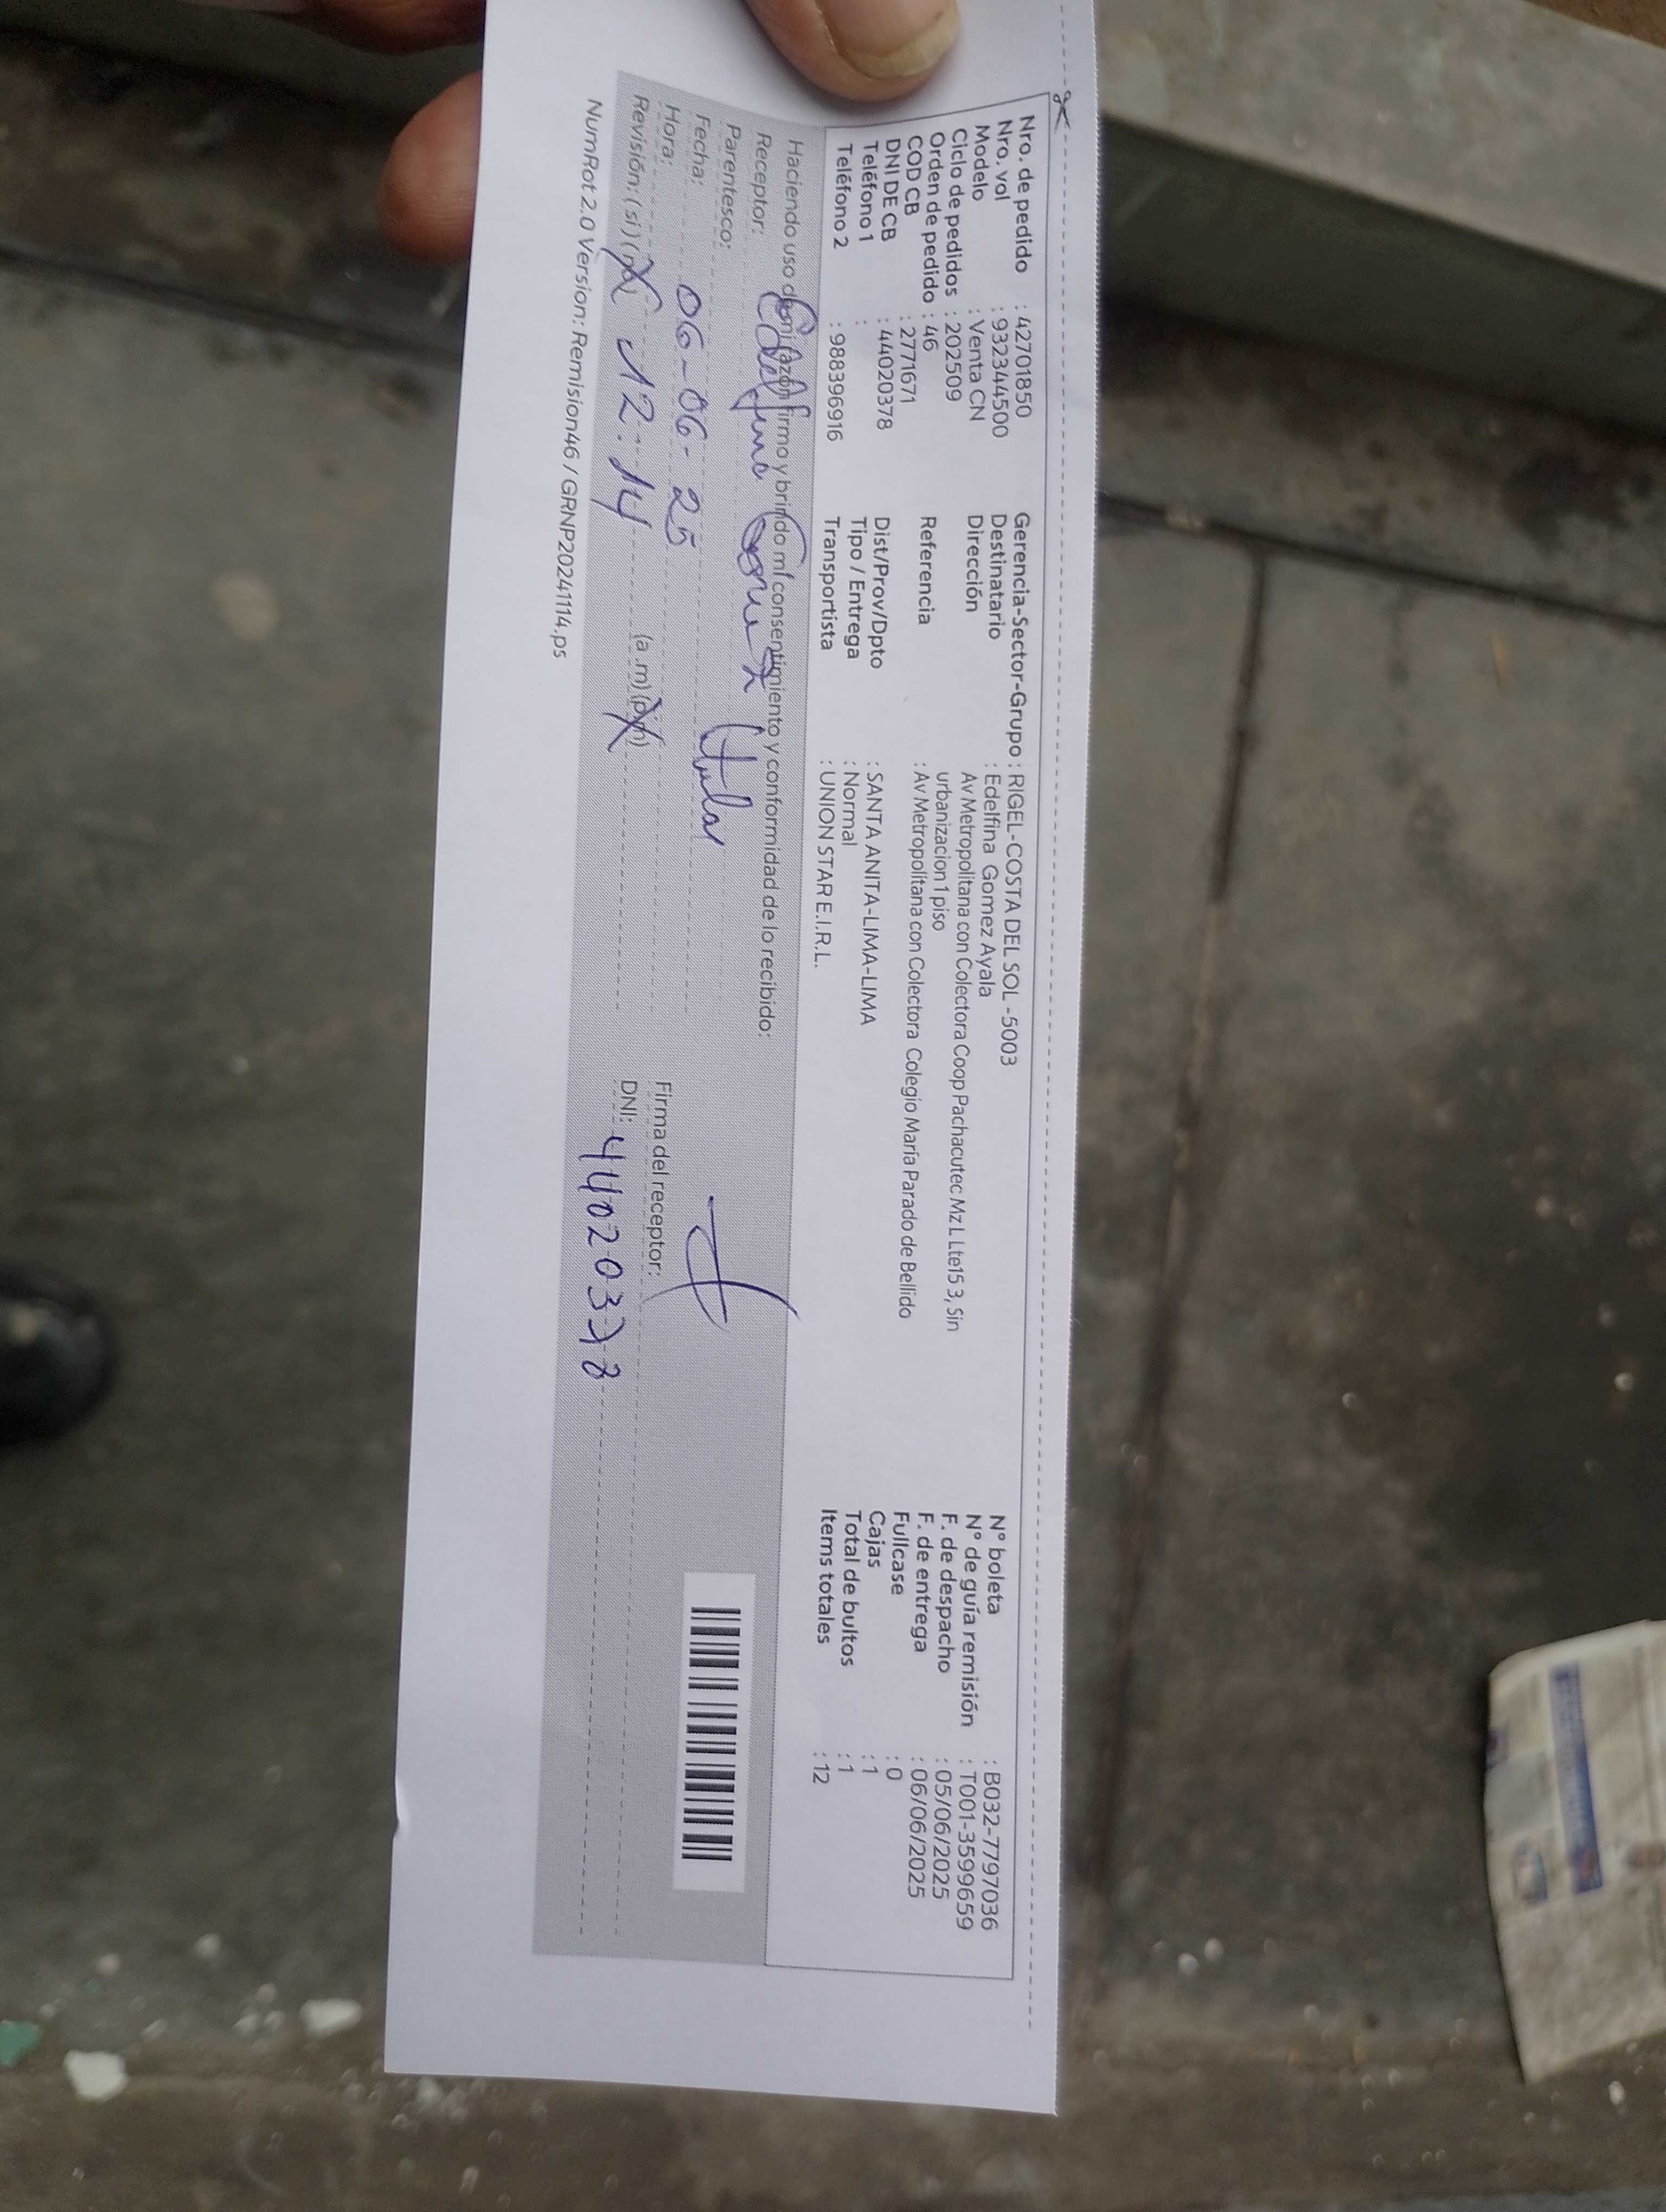 Nro. de pedido : 42701850
Nro. vol : 932344500
Modelo : Venta CN
Ciclo de pedidos : 202509
Orden de pedido : 46
COD CB : 2771671
DNI DE CB : 44020378
Teléfono 1 :
Teléfono 2 : 988396916
Gerencia-Sector-Grupo : RIGEL-COSTA DEL SOL -5003
Destinatario : Edelfina Gomez Ayala
Dirección Av Metropolitana con Colectora Coop Pachacutec Mz L Lte15 3, Sin
urbanizacion 1 piso
Referencia : Av Metropolitana con Colectora Colegio María Parado de Bellido
Dist/Prov/Dpto : SANTA ANITA-LIMA-LIMA
Tipo / Entrega : Normal
Transportista : UNION STAR E.I.R.L.
N° boleta : B032-7797036
N° de guía remisión : T001-3599659
F. de despacho : 05/06/2025
F. de entrega : 06/06/2025
Fullcase : 0
Cajas : 1
Total de bultos : 1
Items totales : 12
Haciendo uso de mi razón firmo y brindo mi consentimiento y conformidad de lo recibido:
Receptor: Edelfina Gomez
Parentesco: titular
Fecha: 06-06-25
Hora: 12:14 (a.m) (p.m)
Revisión: (si) (no)
Firma del receptor:
DNI: 44020378
NumRot 2.0 Version: Remision46 / GRNP20241114.ps